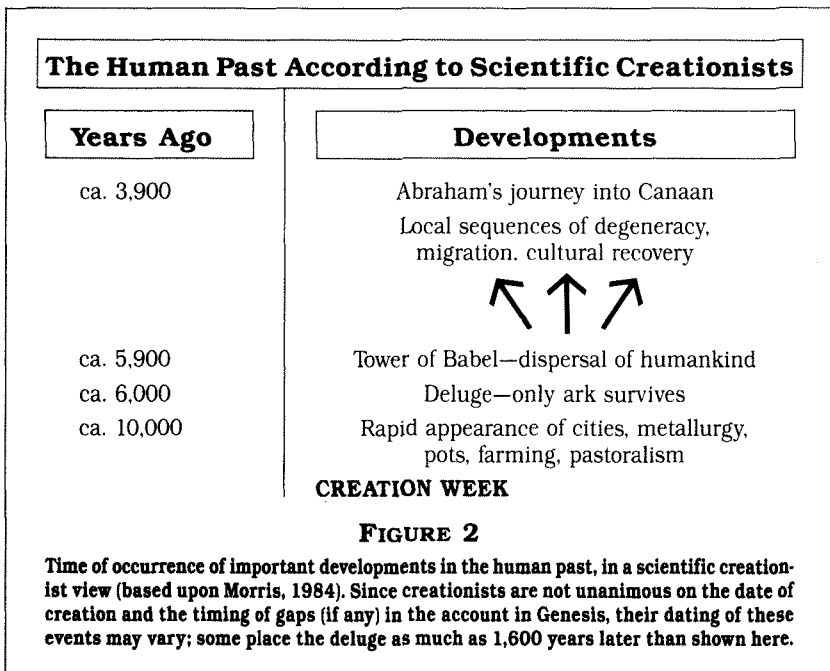 The Human Past According to Scientific Creationists
Years Ago
Developments
ca. 3,900
Abraham's journey into Canaan
Local sequences of degeneracy,
migration, cultural recovery
ca. 5,900
Tower of Babel—dispersal of humankind
ca. 6,000
Deluge—only ark survives
ca. 10,000
Rapid appearance of cities, metallurgy,
pots, farming, pastoralism
CREATION WEEK
FIGURE 2
Time of occurrence of important developments in the human past, in a scientific creation-
ist view (based upon Morris, 1984). Since creationists are not unanimous on the date of
creation and the timing of gaps (if any) in the account in Genesis, their dating of these
events may vary; some place the deluge as much as 1,600 years later than shown here.